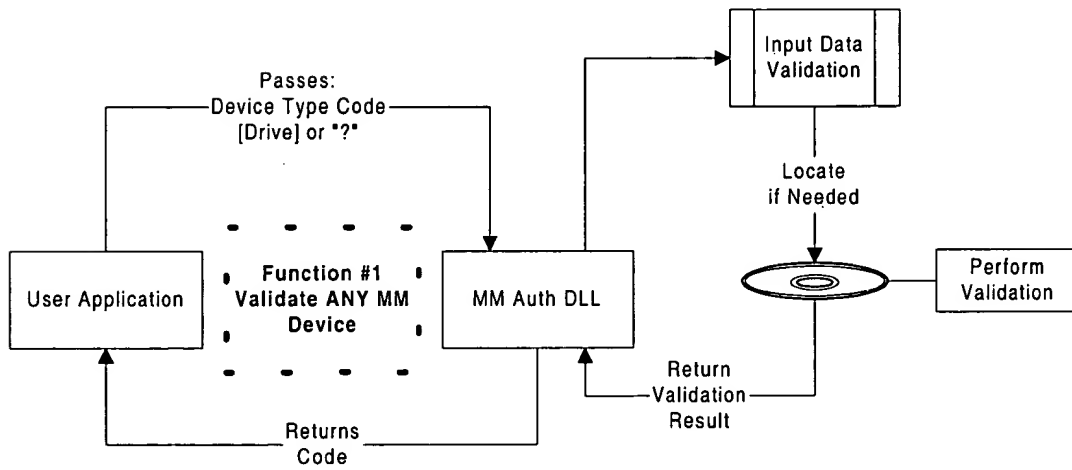 Passes:
Device Type Code
[Drive] or "?"
Input Data
Validation
Locate
if Needed
User Application
Function #1
Validate ANY MM
Device
MM Auth DLL
Perform
Validation
Return
Validation
Result
Returns
Code